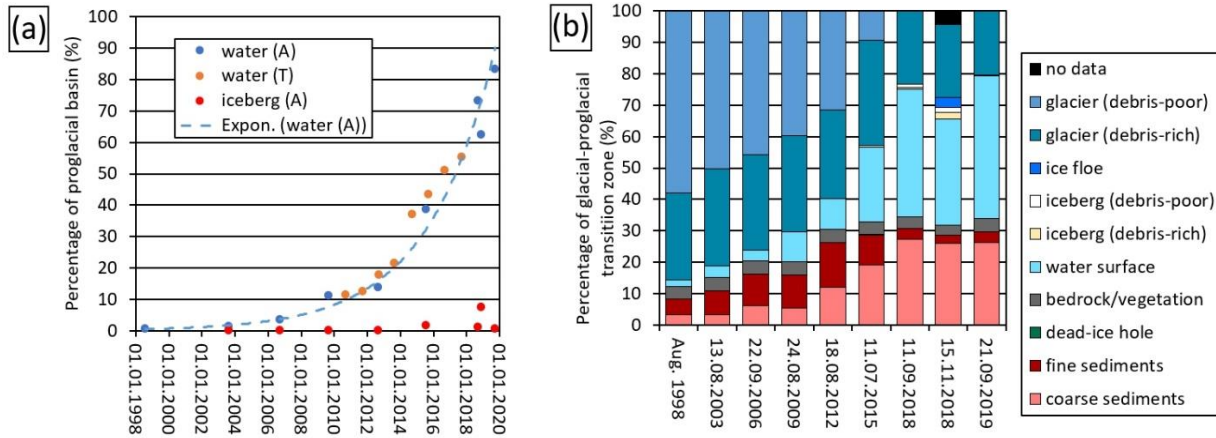 (a)
Percentage of proglacial basin (%)
100
90
80
70
60
50
40
30
20
10
0
water (A)
water (T)
iceberg (A)
Expon. (water (A))
01.01.1998
01.01.2000
01.01.2002
01.01.2004
01.01.2006
01.01.2008
01.01.2010
01.01.2012
01.01.2014
01.01.2016
01.01.2018
01.01.2020
(b)
Percentage of glacial-proglacial
transitiion zone (%)
100
90
80
70
60
50
40
30
20
10
0
Aug. 1998
13.08.2003
22.09.2006
24.08.2009
18.08.2012
11.07.2015
11.09.2018
15.11.2018
21.09.2019
no data
glacier (debris-poor)
glacier (debris-rich)
ice floe
iceberg (debris-poor)
iceberg (debris-rich)
water surface
bedrock/vegetation
dead-ice hole
fine sediments
coarse sediments